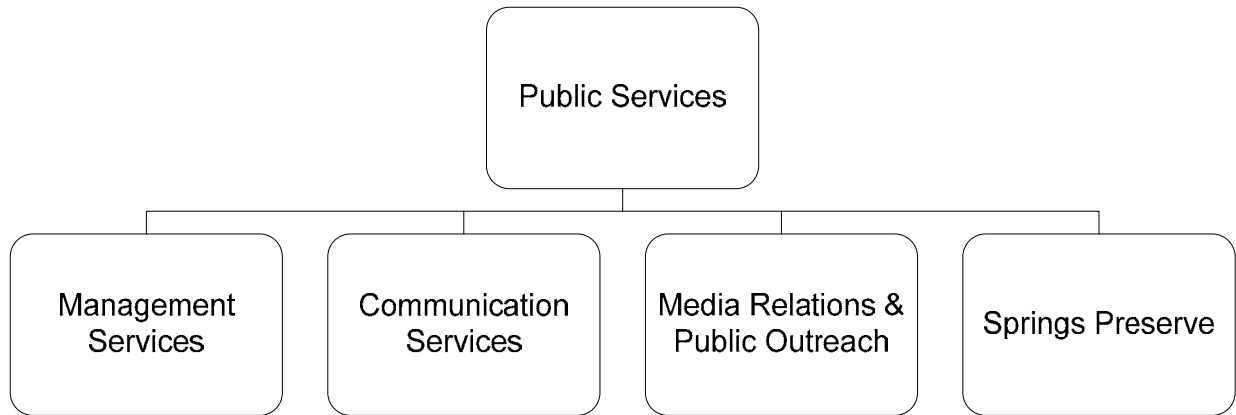 Public Services
Management
Services
Communication
Services
Media Relations &
Public Outreach
Springs Preserve